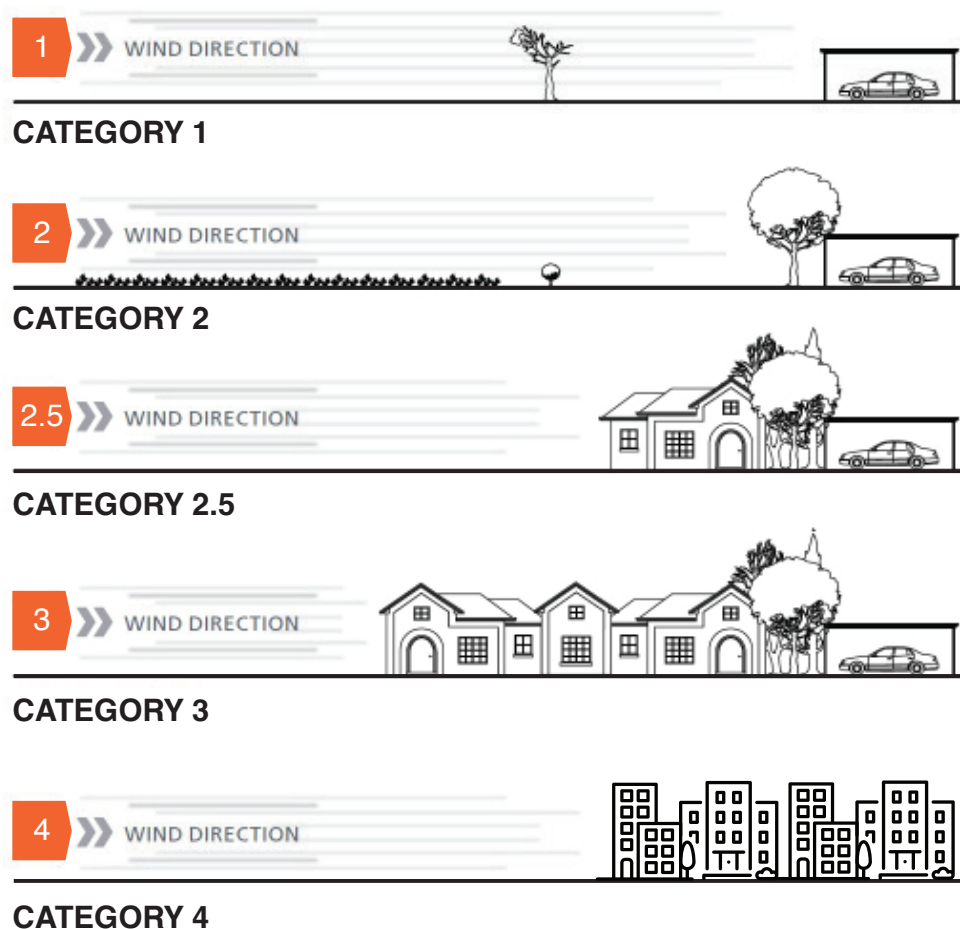 1 WIND DIRECTION
CATEGORY 1
2 WIND DIRECTION
CATEGORY 2
2.5 WIND DIRECTION
CATEGORY 2.5
3 WIND DIRECTION
CATEGORY 3
4 WIND DIRECTION
CATEGORY 4